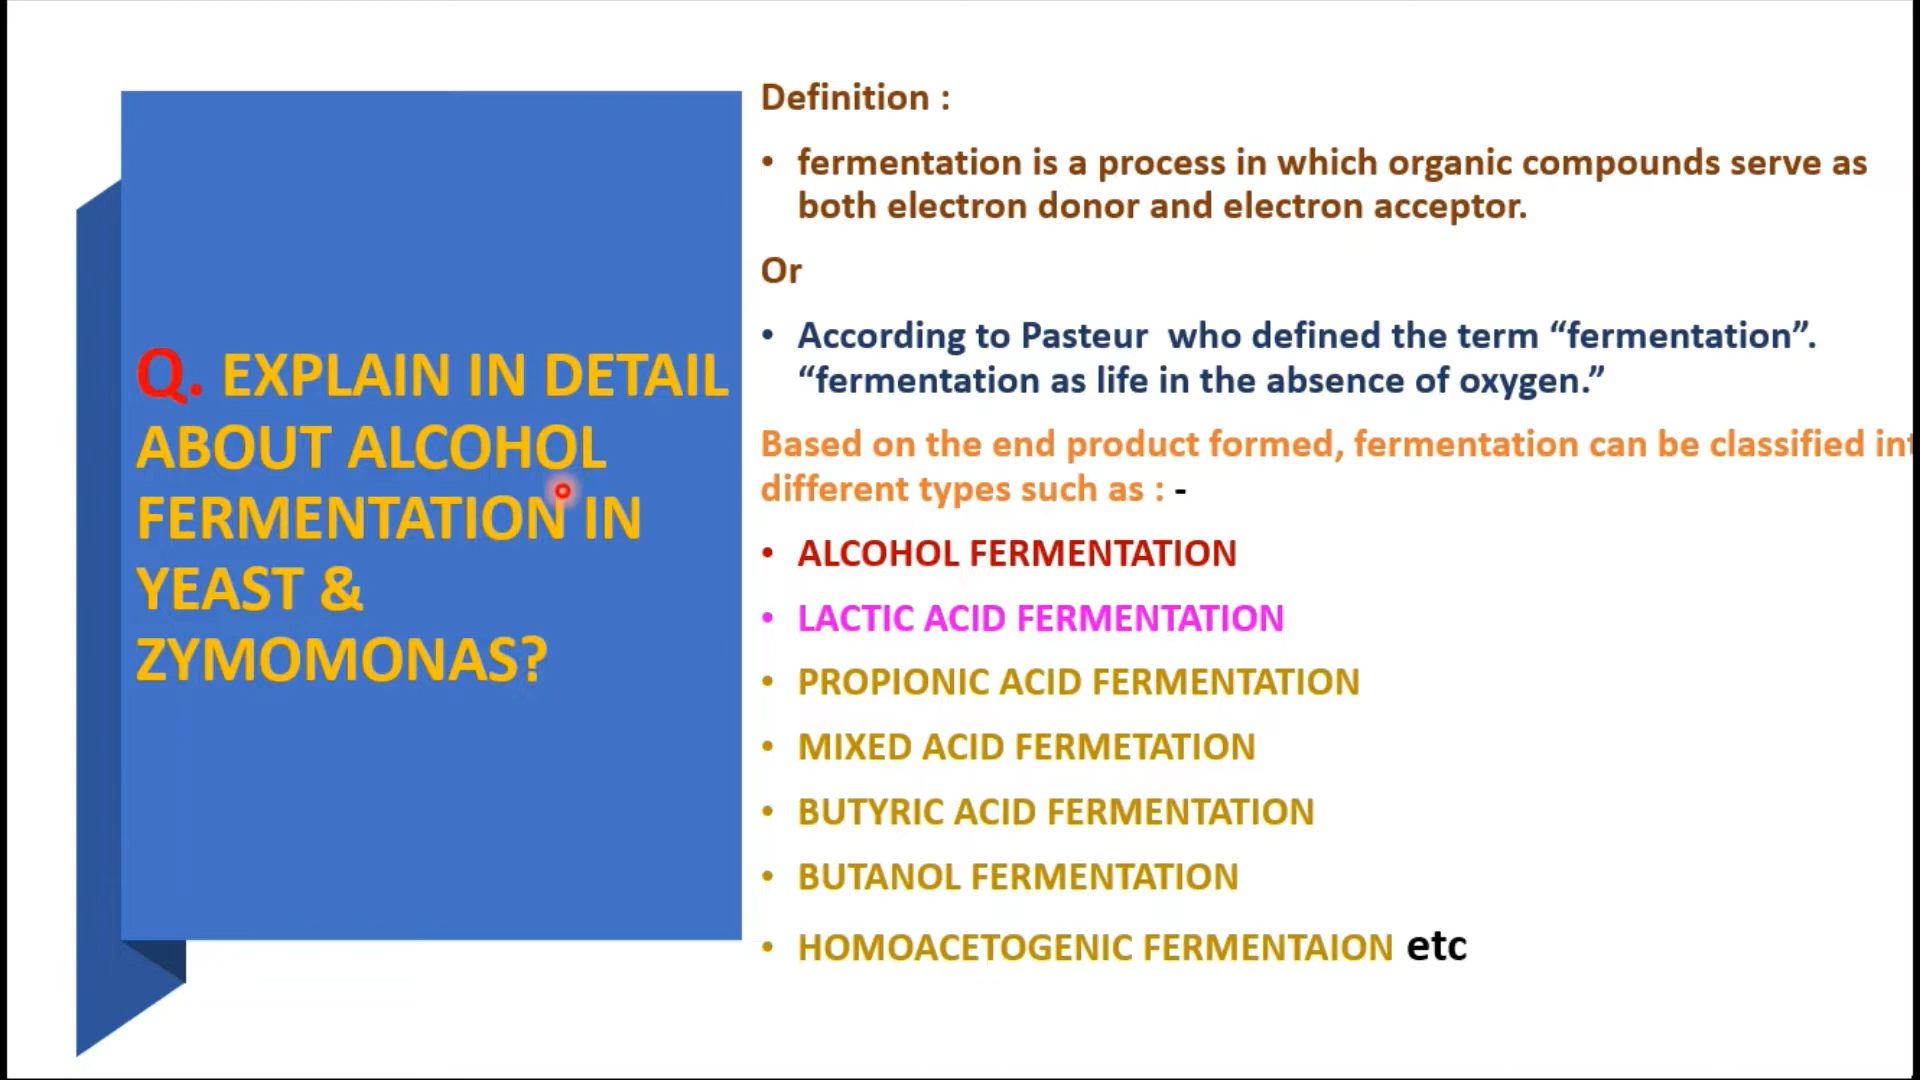 Q. EXPLAIN IN DETAIL
ABOUT ALCOHOL
FERMENTATION IN
YEAST &
ZYMOMONAS?
Definition :
• fermentation is a process in which organic compounds serve as
both electron donor and electron acceptor.
Or
• According to Pasteur who defined the term “fermentation”.
“fermentation as life in the absence of oxygen.”
Based on the end product formed, fermentation can be classified int
different types such as : -
• ALCOHOL FERMENTATION
• LACTIC ACID FERMENTATION
• PROPIONIC ACID FERMENTATION
• MIXED ACID FERMETATION
• BUTYRIC ACID FERMENTATION
• BUTANOL FERMENTATION
• HOMOACETOGENIC FERMENTAION etc